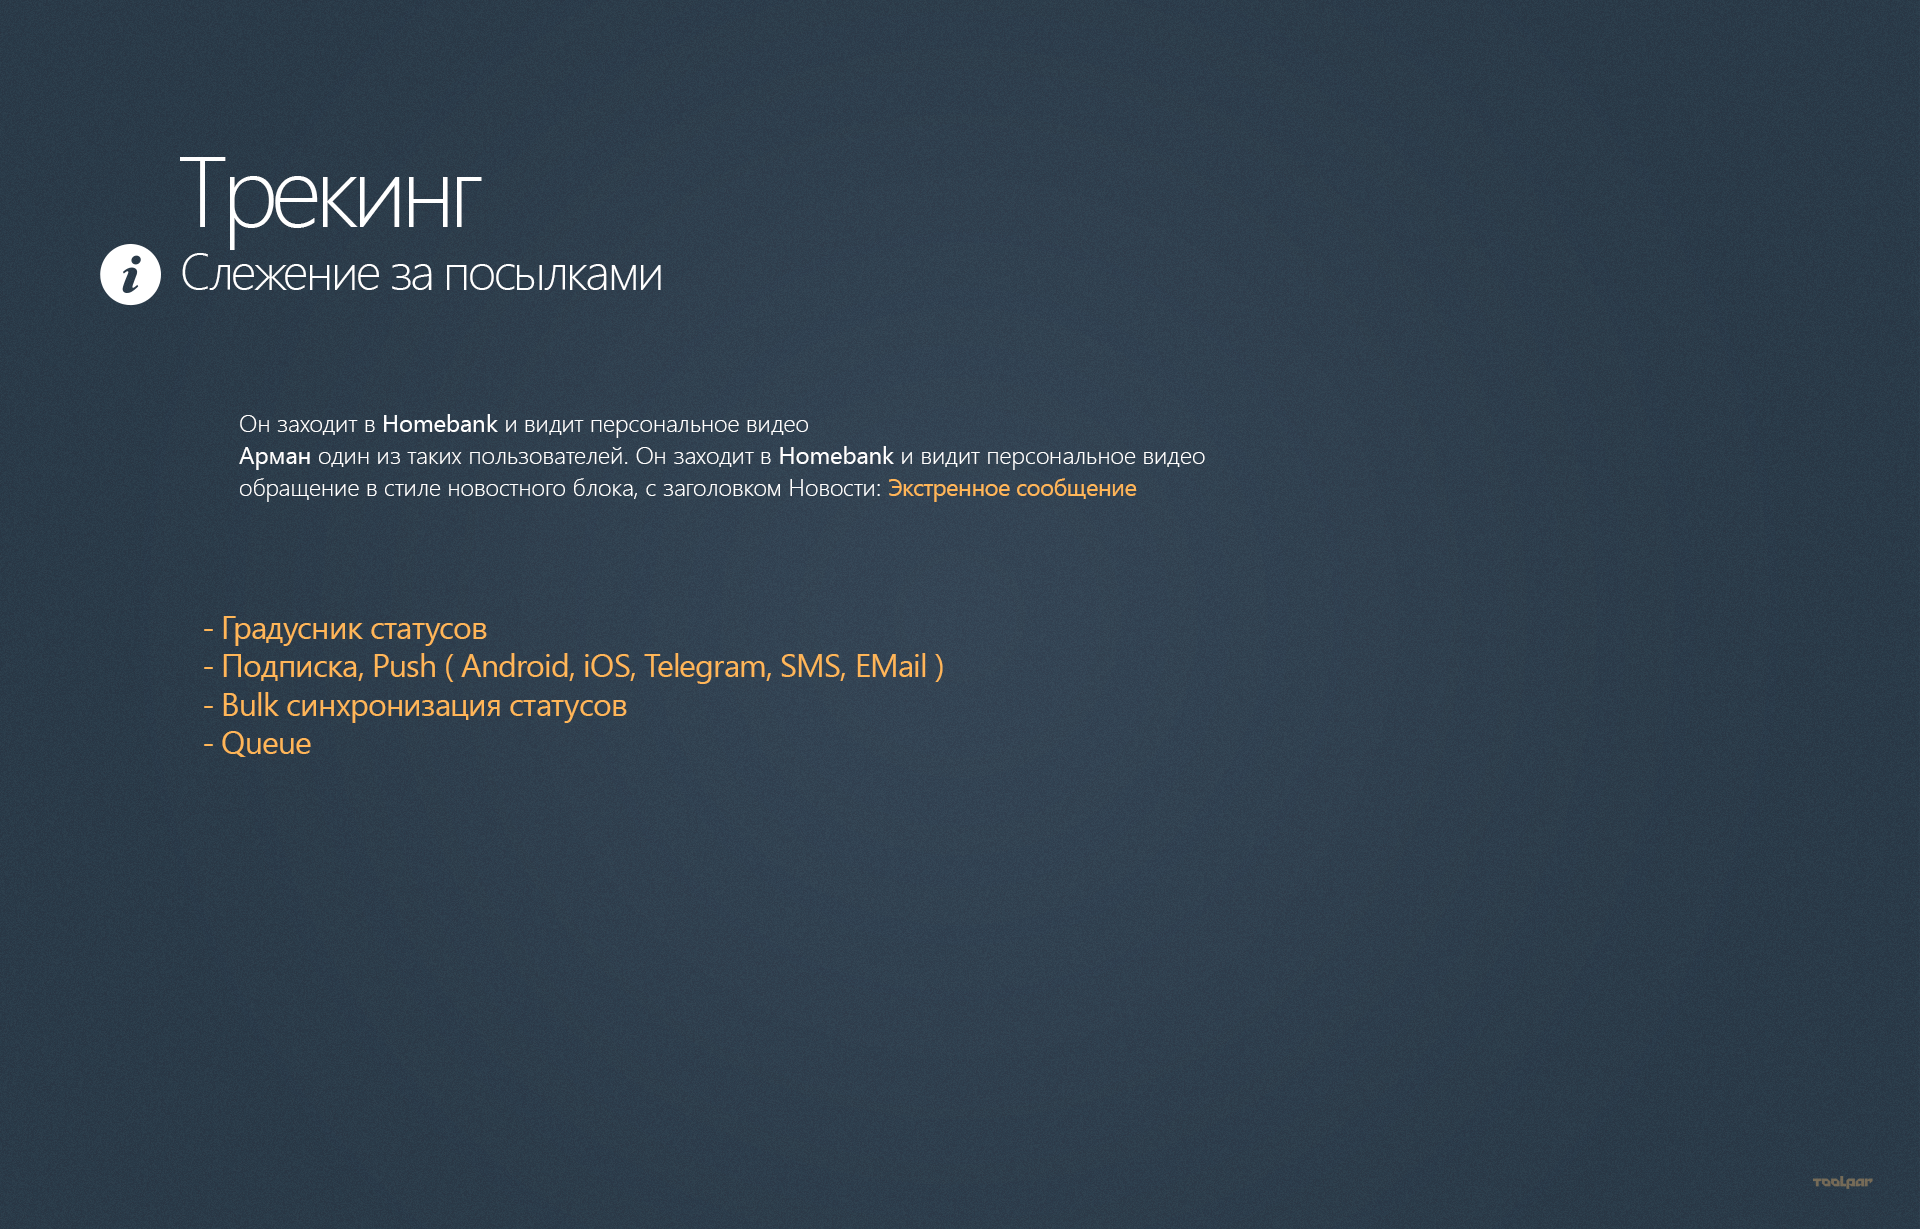 Трекинг
Слежение за посылками
Он заходит в Homebank и видит персональное видео
Арман один из таких пользователей. Он заходит в Homebank и видит персональное видео
обращение в стиле новостного блока, с заголовком Новости: Экстренное сообщение
- Градусник статусов
- Подписка, Push ( Android, iOS, Telegram, SMS, EMail )
- Bulk синхронизация статусов
- Queue
Toolpar